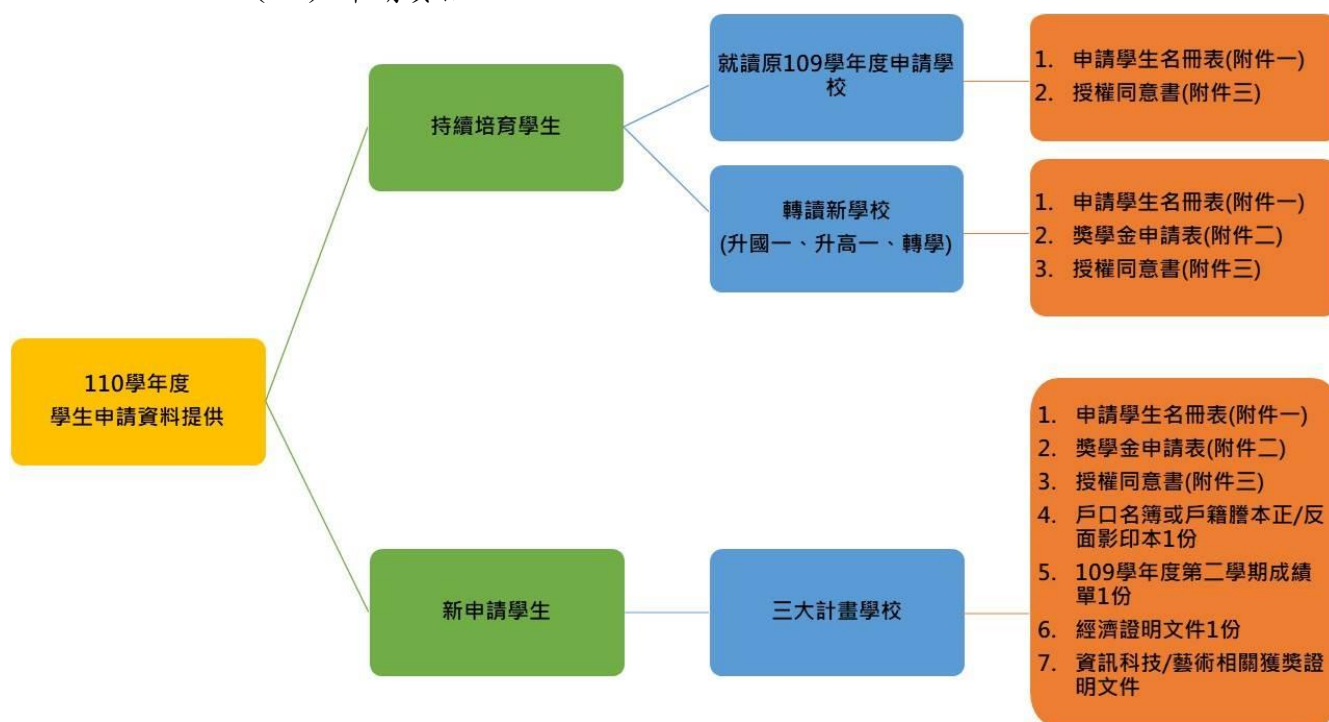 110學年度
學生申請資料提供
持續培育學生
就讀原109學年度申請學
校
1. 申請學生名冊表(附件一)
2. 授權同意書(附件三)
轉讀新學校
(升國一、升高一、轉學)
1. 申請學生名冊表(附件一)
2. 獎學金申請表(附件二)
3. 授權同意書(附件三)
新申請學生
三大計畫學校
1. 申請學生名冊表(附件一)
2. 獎學金申請表(附件二)
3. 授權同意書(附件三)
4. 戶口名簿或戶籍謄本正/反
面影印本1份
5. 109學年度第二學期成績
單1份
6. 經濟證明文件1份
7. 資訊科技/藝術相關獲獎證
明文件